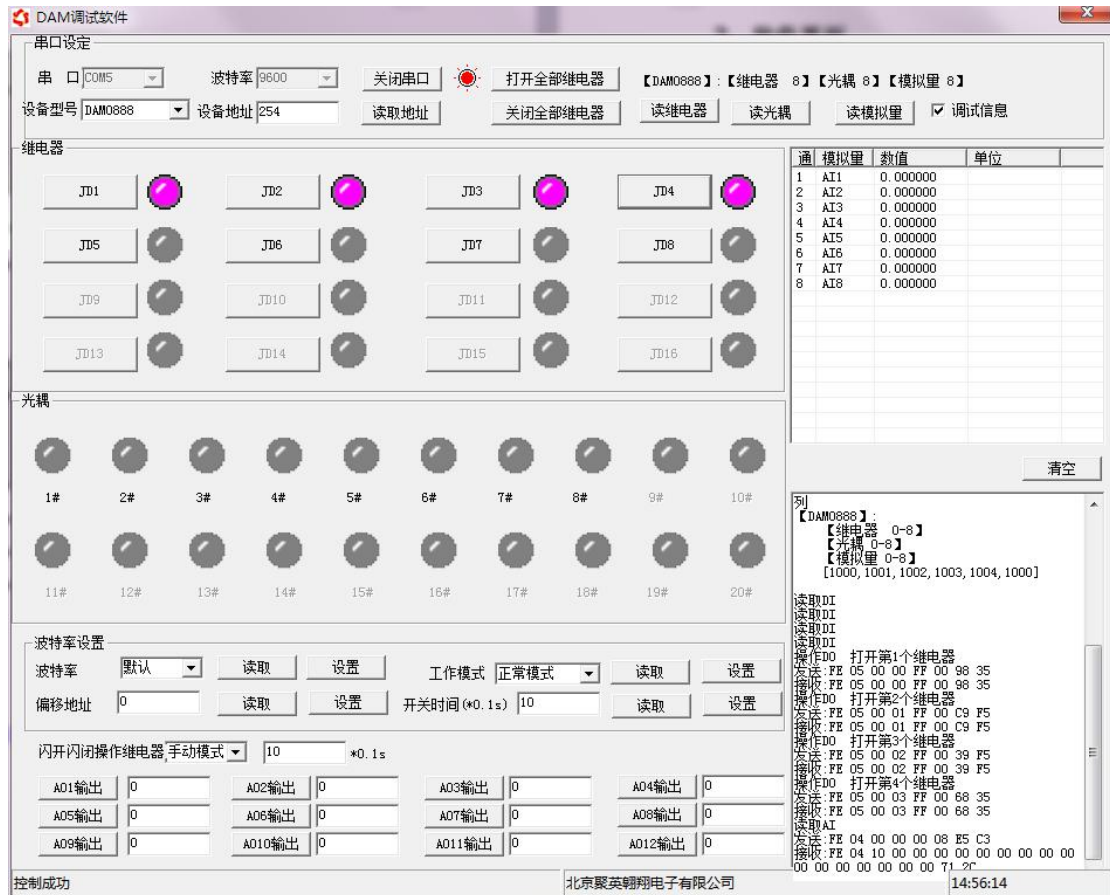 DAM调试软件
串口设定
串 口 COM5 波特率 9600 关闭串口 打开全部继电器 【DAM0888】:【继电器 8】【光耦 8】【模拟量 8】
设备型号 DAM0888 设备地址 254 读取地址 关闭全部继电器 读继电器 读光耦 读模拟量 调试信息
继电器
JD1 JD2 JD3 JD4
JD5 JD6 JD7 JD8
JD9 JD10 JD11 JD12
JD13 JD14 JD15 JD16
通 模拟量 数值 单位
1 AI1 0.000000
2 AI2 0.000000
3 AI3 0.000000
4 AI4 0.000000
5 AI5 0.000000
6 AI6 0.000000
7 AI7 0.000000
8 AI8 0.000000
光耦
1# 2# 3# 4# 5# 6# 7# 8# 9# 10#
11# 12# 13# 14# 15# 16# 17# 18# 19# 20#
清空
列
【DAM0888】:
【继电器 0-8】
【光耦 0-8】
【模拟量 0-8】
[1000,1001,1002,1003,1004,1000]
读取DI
读取DI
读取DI
读取DI
操作DO 打开第1个继电器
发送:FE 05 00 00 FF 00 98 35
接收:FE 05 00 00 FF 00 98 35
操作DO 打开第2个继电器
发送:FE 05 00 01 FF 00 C9 F5
接收:FE 05 00 01 FF 00 C9 F5
操作DO 打开第3个继电器
发送:FE 05 00 02 FF 00 39 F5
接收:FE 05 00 02 FF 00 39 F5
操作DO 打开第4个继电器
发送:FE 05 00 03 FF 00 68 35
接收:FE 05 00 03 FF 00 68 35
读取AI
发送:FE 04 00 00 00 08 E5 C3
接收:FE 04 10 00 00 00 00 00 00 00 00 00
00 00 00 00 00 00 00 71 2C
波特率设置
波特率 默认 读取 设置 工作模式 正常模式 读取 设置
偏移地址 0 读取 设置 开关时间(*0.1s) 10 读取 设置
闪开闪闭操作继电器 手动模式 10 *0.1s
AO1输出 0 AO2输出 0 AO3输出 0 AO4输出 0
AO5输出 0 AO6输出 0 AO7输出 0 AO8输出 0
AO9输出 0 AO10输出 0 AO11输出 0 AO12输出 0
控制成功 北京聚英翱翔电子有限公司 14:56:14